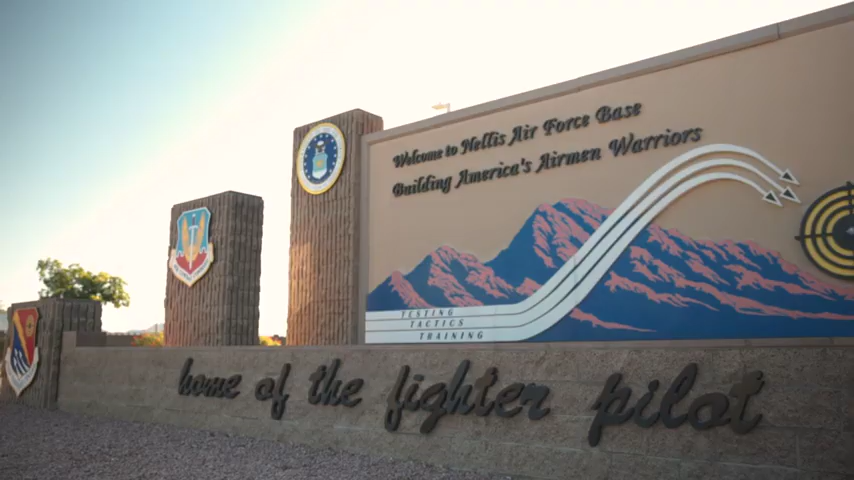 Welcome to Nellis Air Force Base
Building America's Airmen Warriors
TESTING
TACTICS
TRAINING
home of the fighter pilot